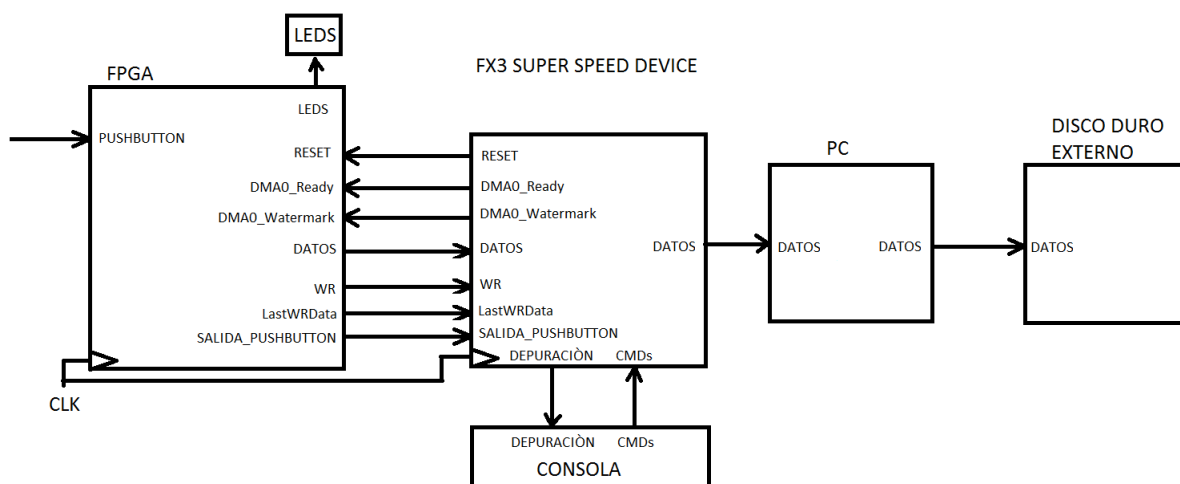 LEDS
FX3 SUPER SPEED DEVICE
FPGA
LEDS
PUSHBUTTON
RESET
DMA0_Ready
DMA0_Watermark
DATOS
WR
LastWRData
SALIDA_PUSHBUTTON
CLK
RESET
DMA0_Ready
DMA0_Watermark
DATOS
DATOS
WR
LastWRData
SALIDA_PUSHBUTTON
DEPURACIÒN CMDs
DEPURACIÒN CMDs
CONSOLA
PC
DATOS DATOS
DISCO DURO
EXTERNO
DATOS